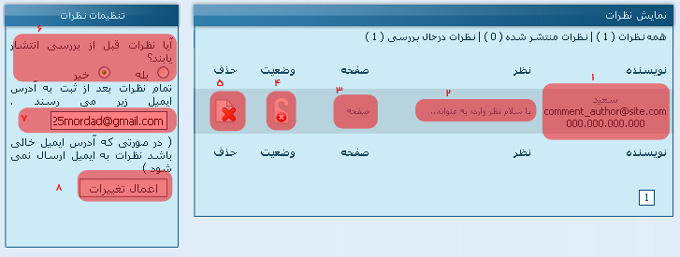 نمایش نظرات
همه نظرات ( 1 ) | نظرات منتشر شده ( 0 ) | نظرات درحال بررسی ( 1 )
نویسنده نظر صفحه وضعیت حذف
۱ ۲ ۳ ۴ ۵
سعید
comment_author@site.com
000.000.000.000
با سلام نظر وارده به عنوان...
صفحه
نویسنده نظر صفحه وضعیت حذف
1
تنظیمات نظرات
۶
آیا نظرات قبل از بررسی انتشار
یابند؟
بله خیر
تمام نظرات بعد از ثبت به آدرس
ایمیل زیر می رسند .
۷
25mordad@gmail.com
( در صورتی که آدرس ایمیل خالی
باشد نظرات به ایمیل ارسال نمی
شود )
۸
اعمال تغییرات